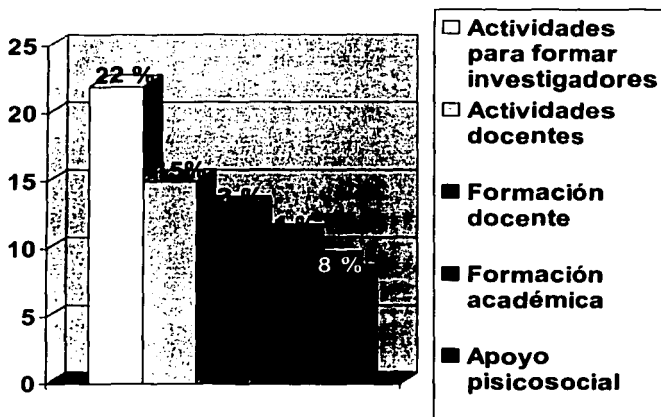 25
20
15
10
5
0
22 %
8 %
Actividades
para formar
investigadores
Actividades
docentes
Formación
docente
Formación
académica
Apoyo
pisicosocial